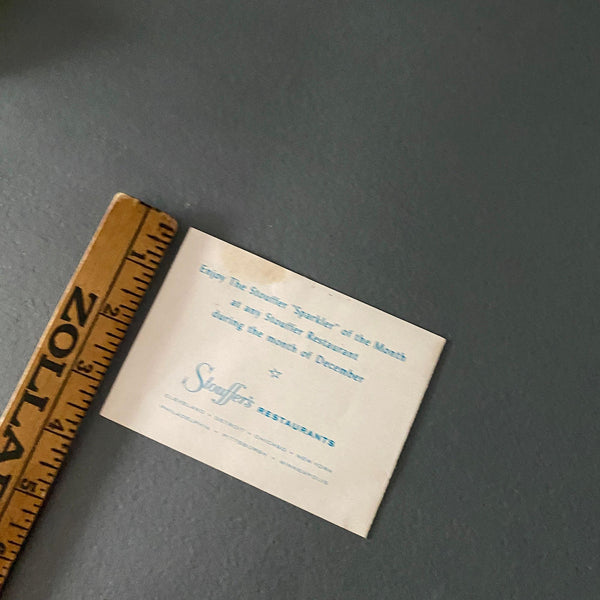 Enjoy The Stouffer "Sparkler" of the Month
at any Stouffer Restaurant
during the month of December
Stouffer's RESTAURANTS
CLEVELAND • DETROIT • CHICAGO • NEW YORK
PHILADELPHIA • PITTSBURGH • MINNEAPOLIS
1
2
3
4
5
ZOLLAR